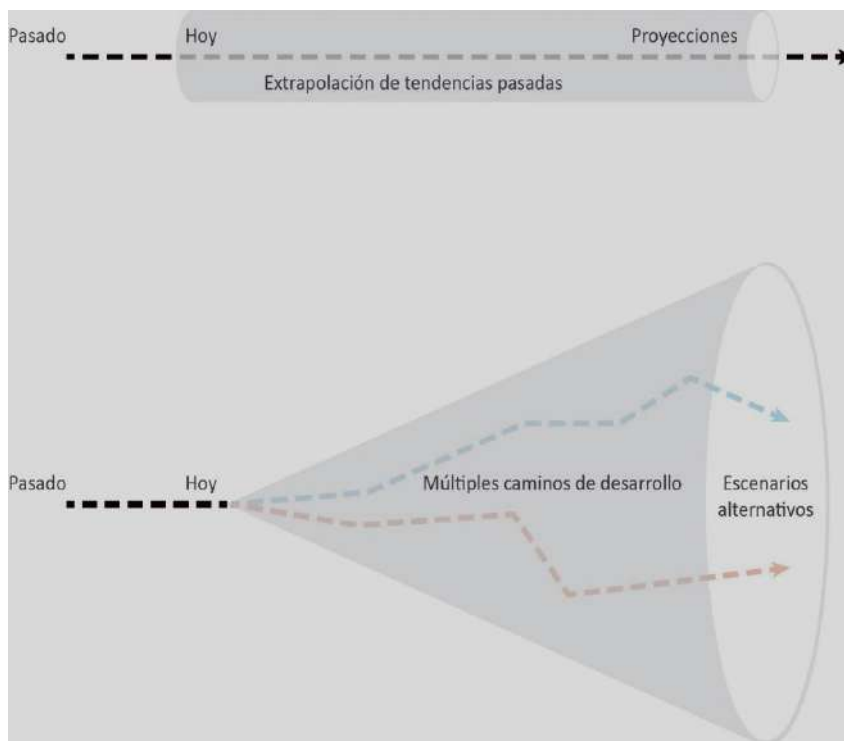 Pasado
Hoy
Proyecciones
Extrapolación de tendencias pasadas
Pasado
Hoy
Múltiples caminos de desarrollo
Escenarios
alternativos